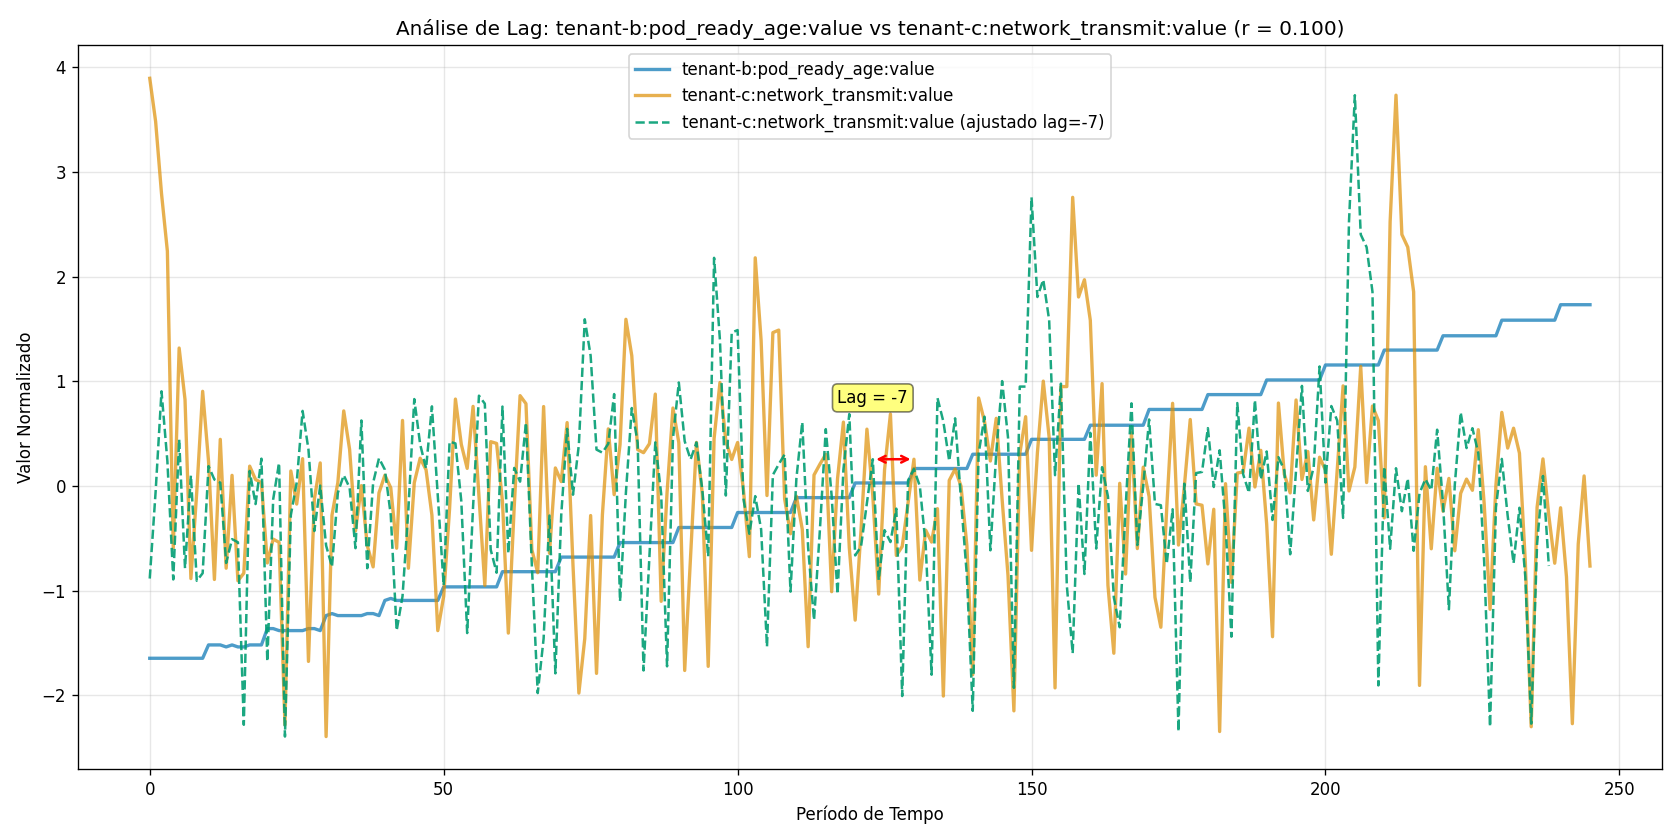 Análise de Lag: tenant-b:pod_ready_age:value vs tenant-c:network_transmit:value (r = 0.100)
tenant-b:pod_ready_age:value
tenant-c:network_transmit:value
tenant-c:network_transmit:value (ajustado lag=-7)
Lag = -7
Valor Normalizado
4
3
2
1
0
−1
−2
0
50
100
150
200
250
Período de Tempo